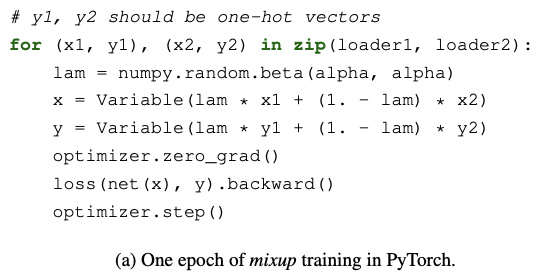 # y1, y2 should be one-hot vectors
for (x1, y1), (x2, y2) in zip(loader1, loader2):
    lam = numpy.random.beta(alpha, alpha)
    x = Variable(lam * x1 + (1. - lam) * x2)
    y = Variable(lam * y1 + (1. - lam) * y2)
    optimizer.zero_grad()
    loss(net(x), y).backward()
    optimizer.step()
(a) One epoch of mixup training in PyTorch.